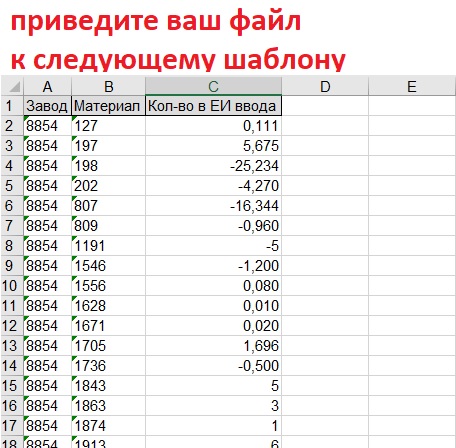 приведите ваш файл
к следующему шаблону
A B C D E
1 Завод Материал Кол-во в ЕИ ввода
2 8854 127 0,111
3 8854 197 5,675
4 8854 198 -25,234
5 8854 202 -4,270
6 8854 807 -16,344
7 8854 809 -0,960
8 8854 1191 -5
9 8854 1546 -1,200
10 8854 1556 0,080
11 8854 1628 0,010
12 8854 1671 0,020
13 8854 1705 1,696
14 8854 1736 -0,500
15 8854 1843 5
16 8854 1863 3
17 8854 1874 1
18 8854 1913 6